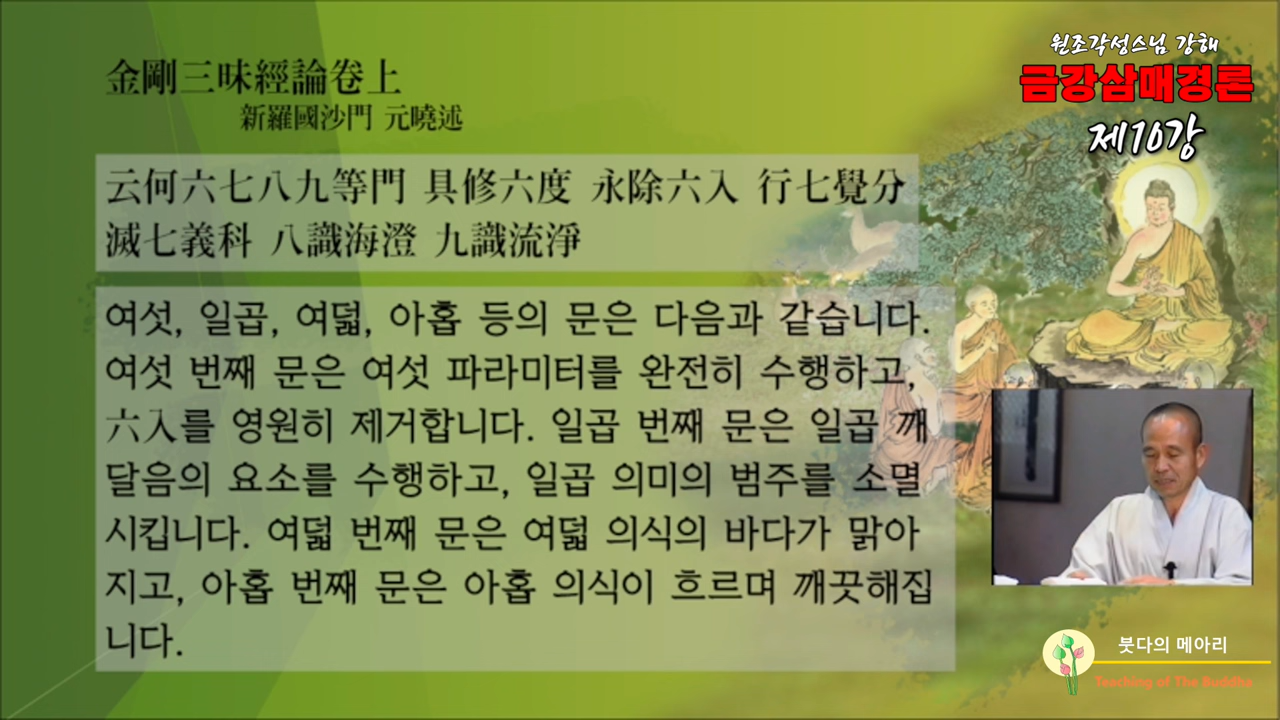 金剛三昧經論卷上
新羅國沙門 元曉述
云何六七八九等門 具修六度 永除六入 行七覺分
滅七義科 八識海澄 九識流淨
여섯, 일곱, 여덟, 아홉 등의 문은 다음과 같습니다.
여섯 번째 문은 여섯 파라미터를 완전히 수행하고,
六入를 영원히 제거합니다. 일곱 번째 문은 일곱 깨
달음의 요소를 수행하고, 일곱 의미의 범주를 소멸
시킵니다. 여덟 번째 문은 여덟 의식의 바다가 맑아
지고, 아홉 번째 문은 아홉 의식이 흐르며 깨끗해집
니다.
원조각성스님 강해
금강삼매경론
제10강
붓다의 메아리
Teaching of The Buddha